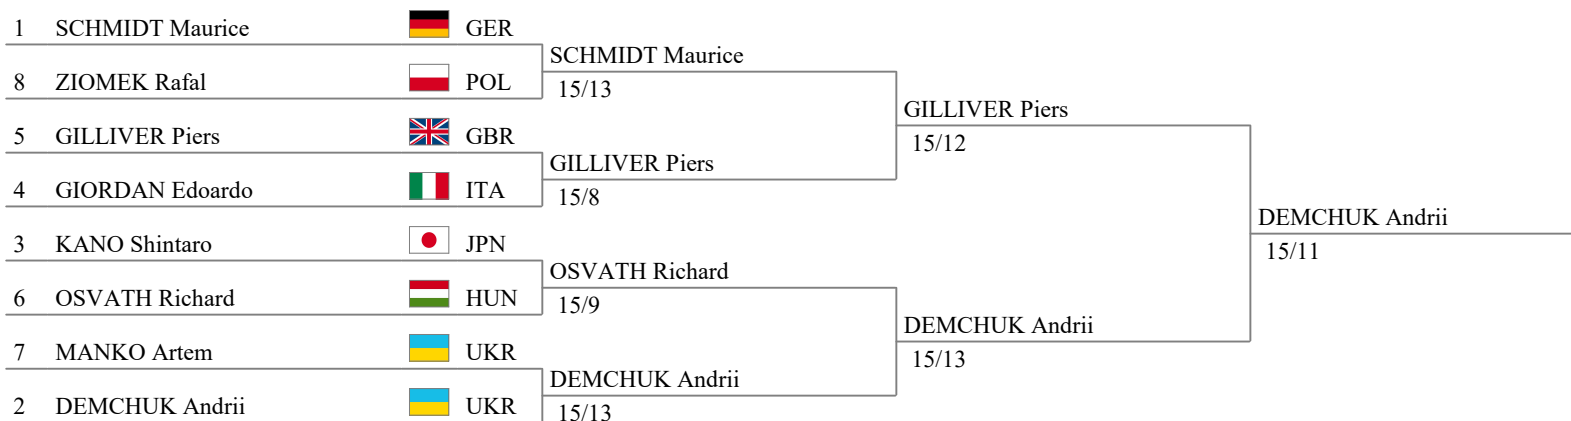 1 SCHMIDT Maurice GER
SCHMIDT Maurice
8 ZIOMEK Rafal POL
15/13
GILLIVER Piers
5 GILLIVER Piers GBR
15/12
GILLIVER Piers
4 GIORDAN Edoardo ITA
15/8
DEMCHUK Andrii
3 KANO Shintaro JPN
15/11
OSVATH Richard
6 OSVATH Richard HUN
15/9
DEMCHUK Andrii
7 MANKO Artem UKR
15/13
DEMCHUK Andrii
2 DEMCHUK Andrii UKR
15/13